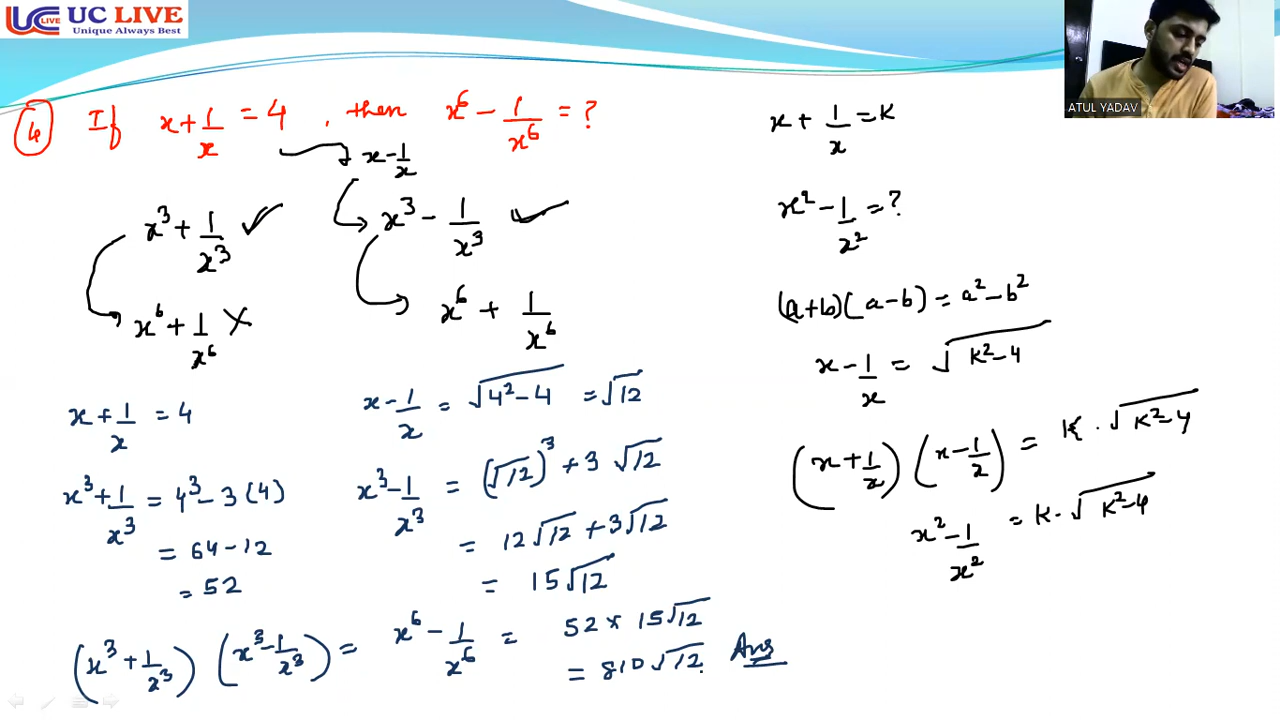 UC LIVE
UC LIVE
Unique Always Best
ATUL YADAV
(4) If x + 1/x = 4 , then x⁶ - 1/x⁶ = ?
x - 1/x
x³ + 1/x³ ✓
x³ - 1/x³ ✓
x⁶ + 1/x⁶ ✗
x⁶ + 1/x⁶
x + 1/x = 4
x³ + 1/x³ = 4³ - 3(4)
= 64 - 12
= 52
x - 1/x = √(4² - 4) = √12
x³ - 1/x³ = (√12)³ + 3√12
= 12√12 + 3√12
= 15√12
(x³ + 1/x³) (x³ - 1/x³) = x⁶ - 1/x⁶ = 52 × 15√12
= 810√12 Ans
x + 1/x = K
x² - 1/x² = ?
(a+b)(a-b) = a² - b²
x - 1/x = √(K² - 4)
(x + 1/x) (x - 1/x) = K · √(K² - 4)
x² - 1/x² = K · √(K² - 4)